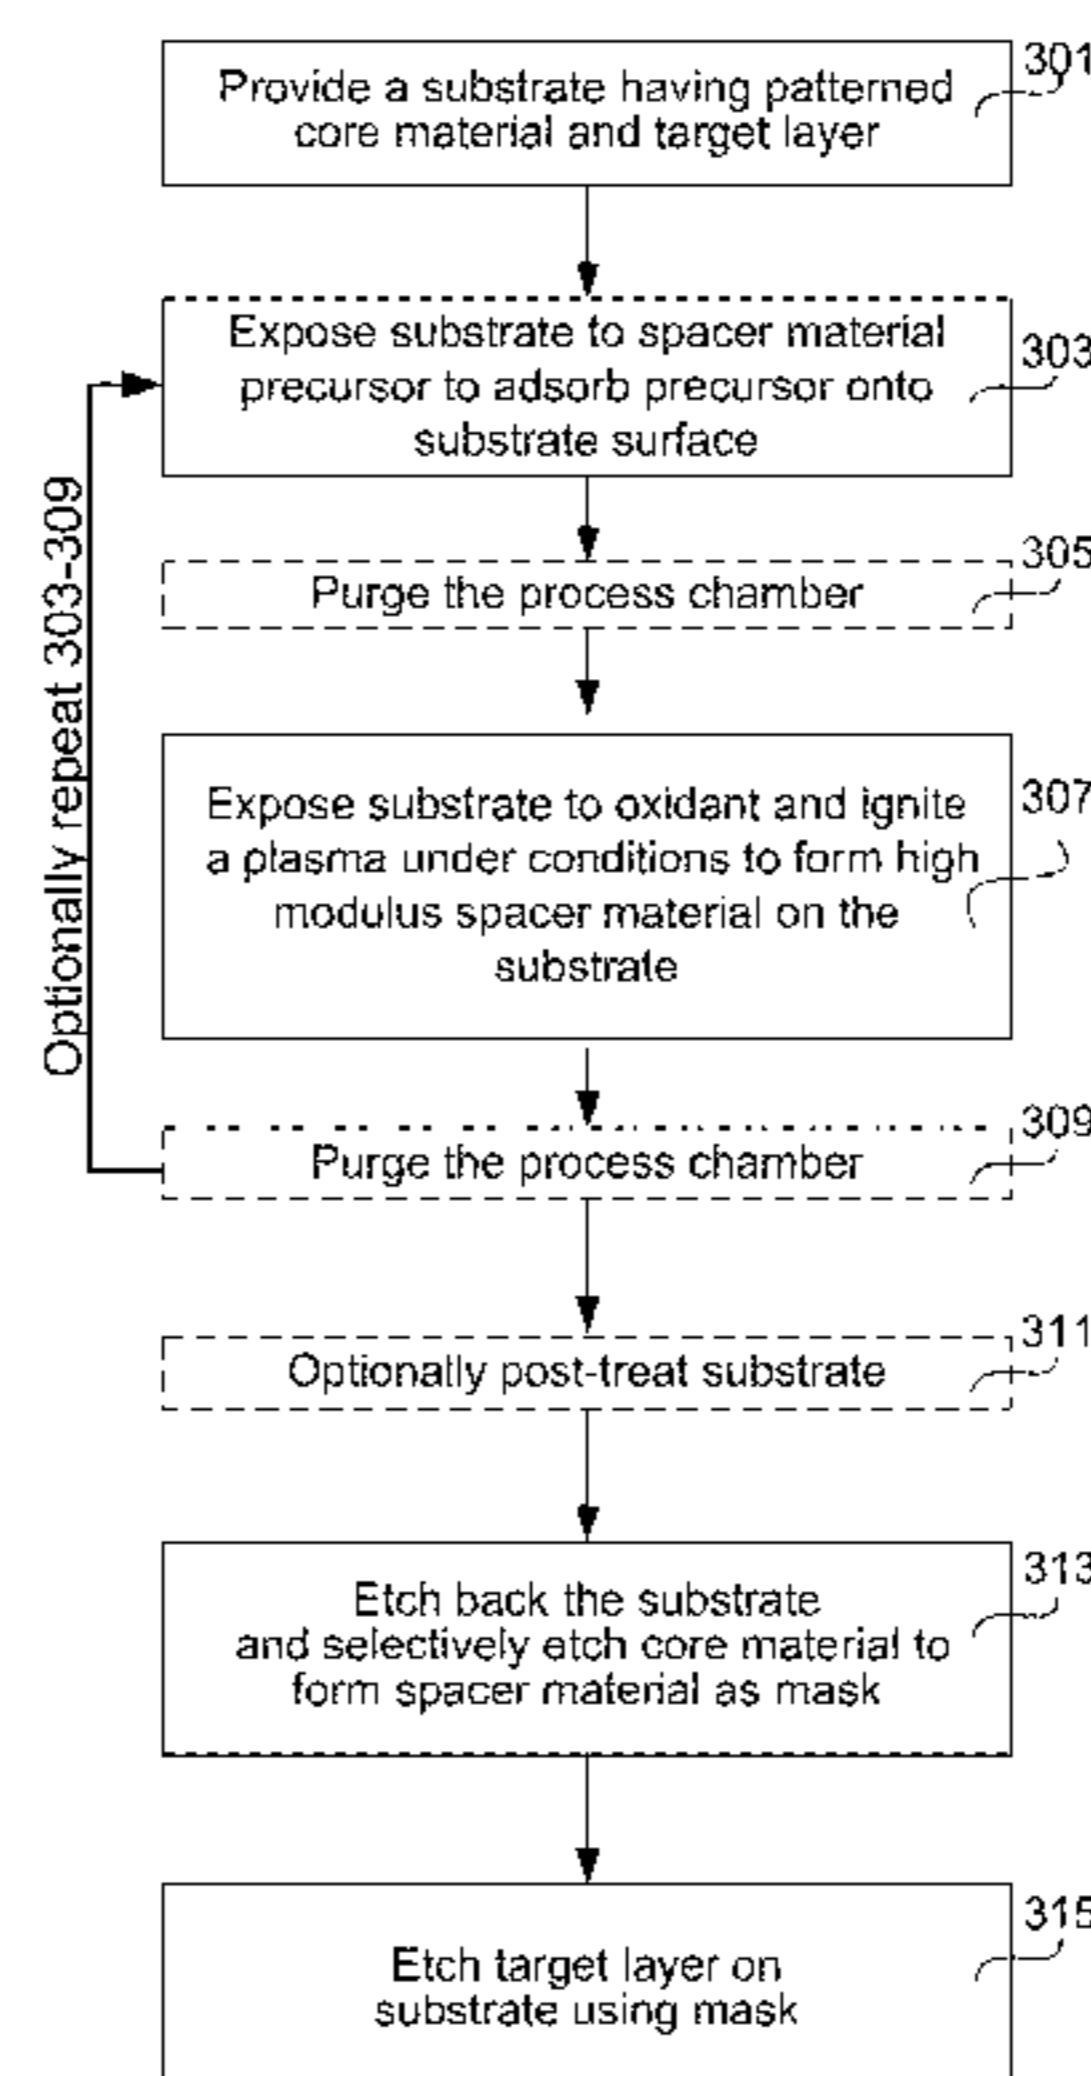 301
Provide a substrate having patterned
core material and target layer
303
Expose substrate to spacer material
precursor to adsorb precursor onto
substrate surface
305
Purge the process chamber
307
Expose substrate to oxidant and ignite
a plasma under conditions to form high
modulus spacer material on the
substrate
Optionally repeat 303-309
309
Purge the process chamber
311
Optionally post-treat substrate
313
Etch back the substrate
and selectively etch core material to
form spacer material as mask
315
Etch target layer on
substrate using mask